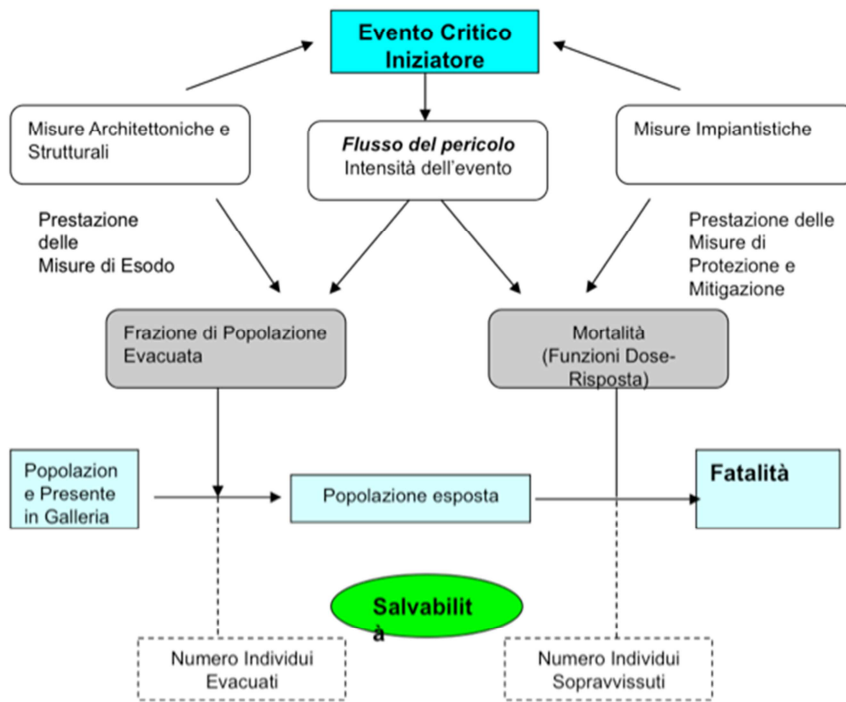 Evento Critico
Iniziatore
Misure Architettoniche e
Strutturali
Flusso del pericolo
Intensità dell'evento
Misure Impiantistiche
Prestazione
delle
Misure di Esodo
Prestazione delle
Misure di
Protezione e
Mitigazione
Frazione di Popolazione
Evacuata
Mortalità
(Funzioni Dose-
Risposta)
Popolazion
e Presente
in Galleria
Popolazione esposta
Fatalità
Salvabilit
à
Numero Individui
Evacuati
Numero Individui
Sopravvissuti